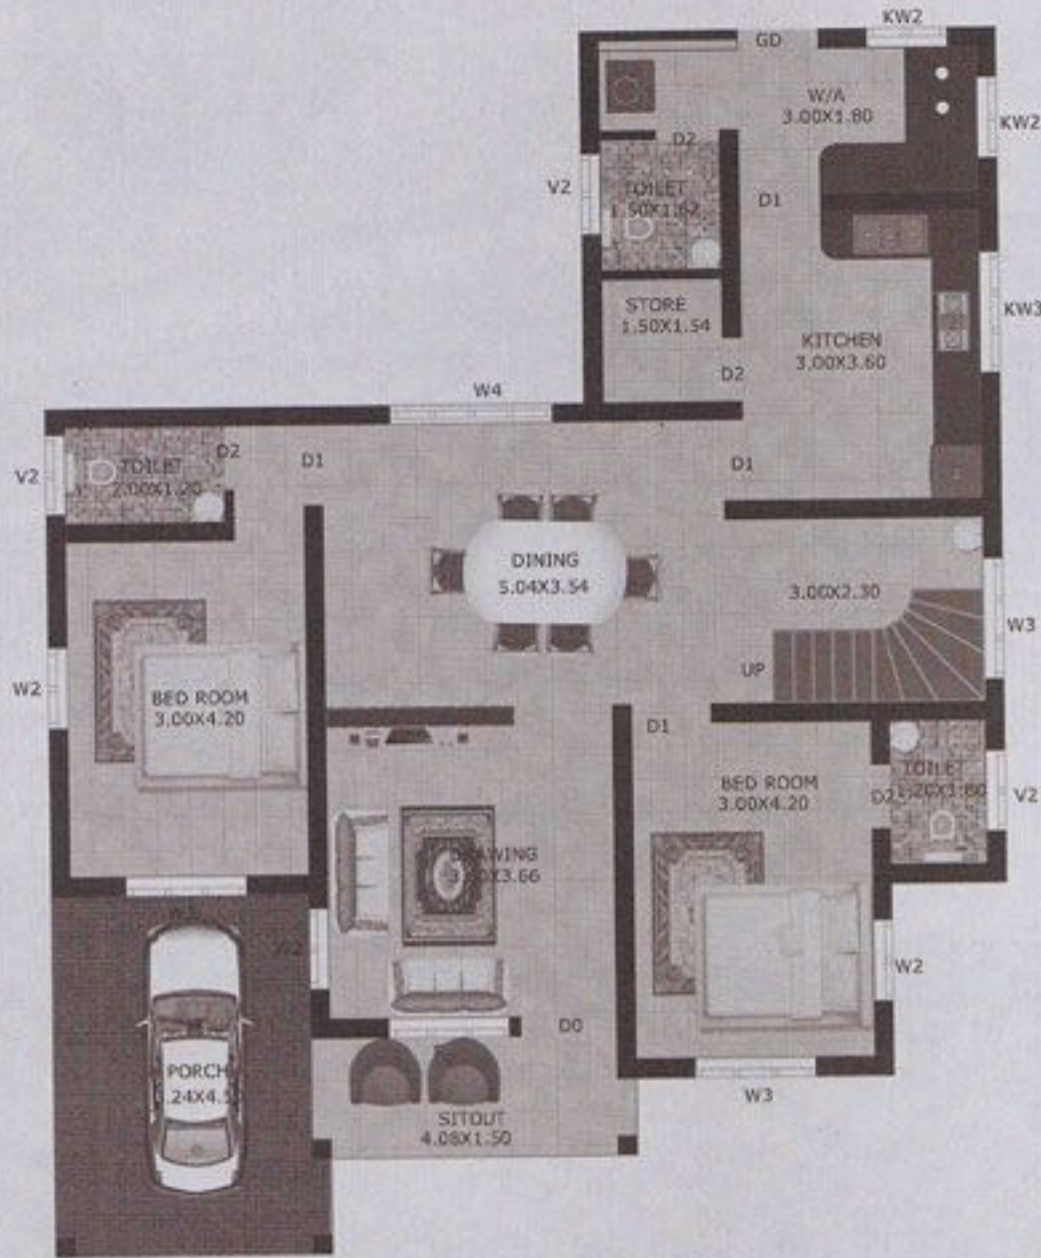 KW2
GD
W/A
3.00X1.80
KW2
D2
V2
TOILET
1.50X1.62
D1
STORE
1.50X1.54
KW3
KITCHEN
3.00X3.60
D2
W4
D2
D1
D1
V2
TOILET
2.00X1.20
DINING
5.04X3.54
3.00X2.30
W3
UP
W2
BED ROOM
3.00X4.20
D1
BED ROOM
3.00X4.20
TOILET
1.20X1.80
D2
V2
DRAWING
W2
D0
PORCH
W3
SITOUT
4.08X1.50